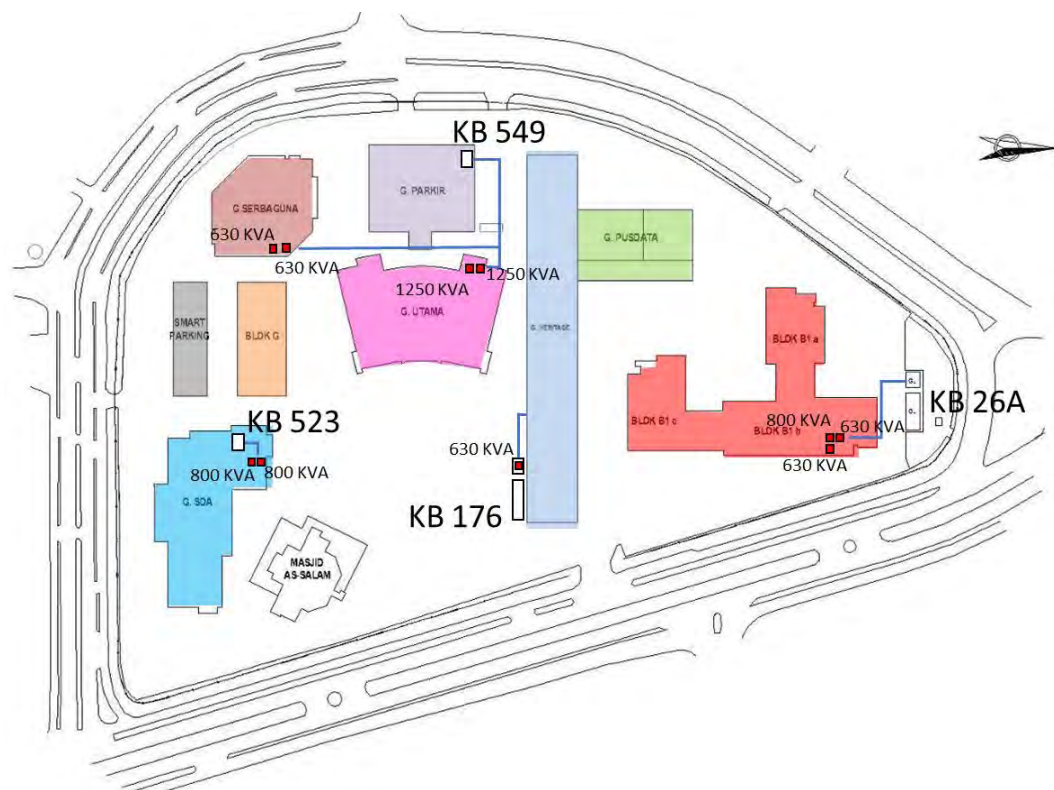 KB 549
G. PARKIR
G.SERBAGUNA
630 KVA
630 KVA
1250 KVA
1250 KVA
G. UTAMA
G. PUSDATA
G. HERITAGE
SMART
PARKING
BLOK G
BLOK B1 a
BLOK B1 c
BLOK B1 b
800 KVA
630 KVA
630 KVA
G.
G.
KB 26A
KB 523
800 KVA
800 KVA
G. SDA
630 KVA
KB 176
MASJID
AS-SALAM